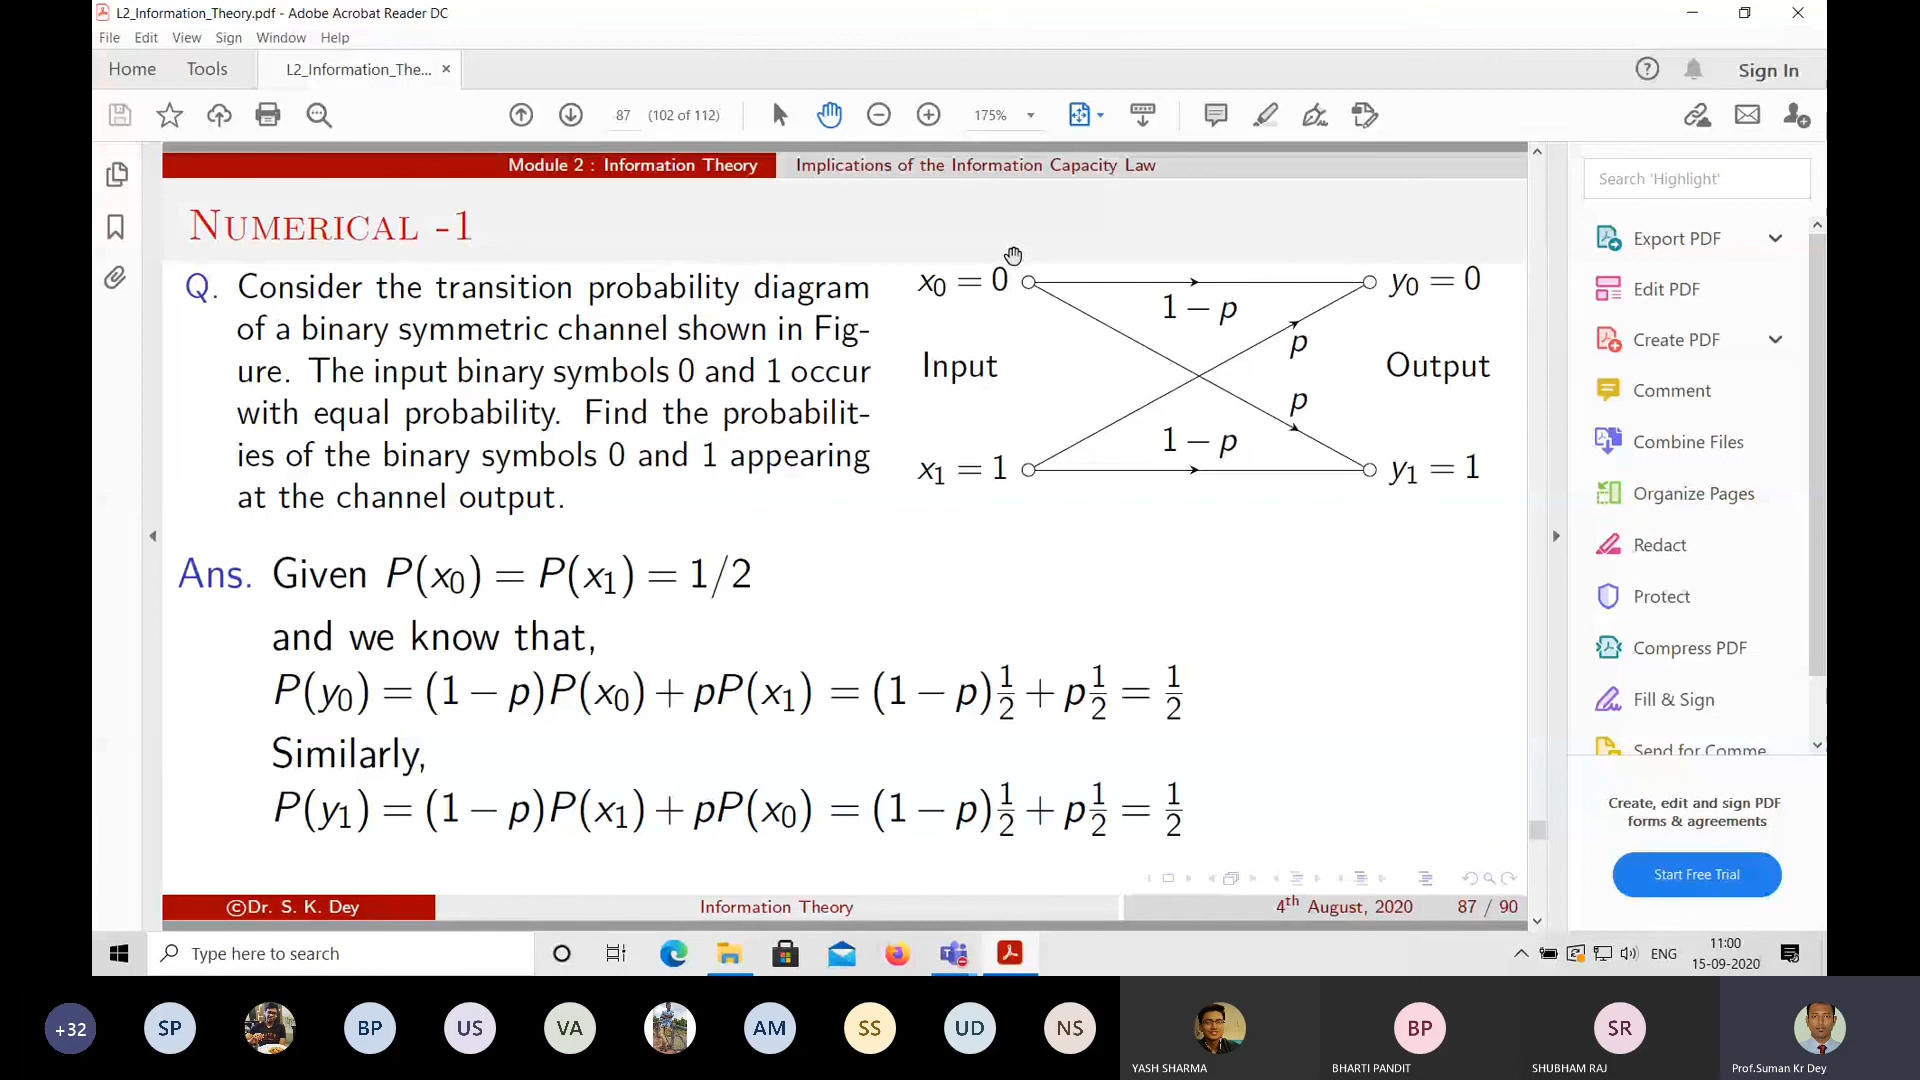 L2_Information_Theory.pdf - Adobe Acrobat Reader DC
File Edit View Sign Window Help
Home Tools L2_Information_The... ×
Sign In
87 (102 of 112) 175%
Module 2 : Information Theory Implications of the Information Capacity Law
NUMERICAL -1
Q. Consider the transition probability diagram
of a binary symmetric channel shown in Fig-
ure. The input binary symbols 0 and 1 occur
with equal probability. Find the probabilit-
ies of the binary symbols 0 and 1 appearing
at the channel output.
x₀ = 0 y₀ = 0
1 − p
p
Input Output
p
1 − p
x₁ = 1 y₁ = 1
Ans. Given P(x₀) = P(x₁) = 1/2
and we know that,
P(y₀) = (1 − p)P(x₀) + pP(x₁) = (1 − p)½ + p½ = ½
Similarly,
P(y₁) = (1 − p)P(x₁) + pP(x₀) = (1 − p)½ + p½ = ½
©Dr. S. K. Dey Information Theory 4th August, 2020 87 / 90
Search 'Highlight'
Export PDF
Edit PDF
Create PDF
Comment
Combine Files
Organize Pages
Redact
Protect
Compress PDF
Fill & Sign
Send for Comme
Create, edit and sign PDF
forms & agreements
Start Free Trial
Type here to search
ENG
11:00
15-09-2020
+32 SP BP US VA AM SS UD NS BP SR
YASH SHARMA BHARTI PANDIT SHUBHAM RAJ Prof.Suman Kr Dey